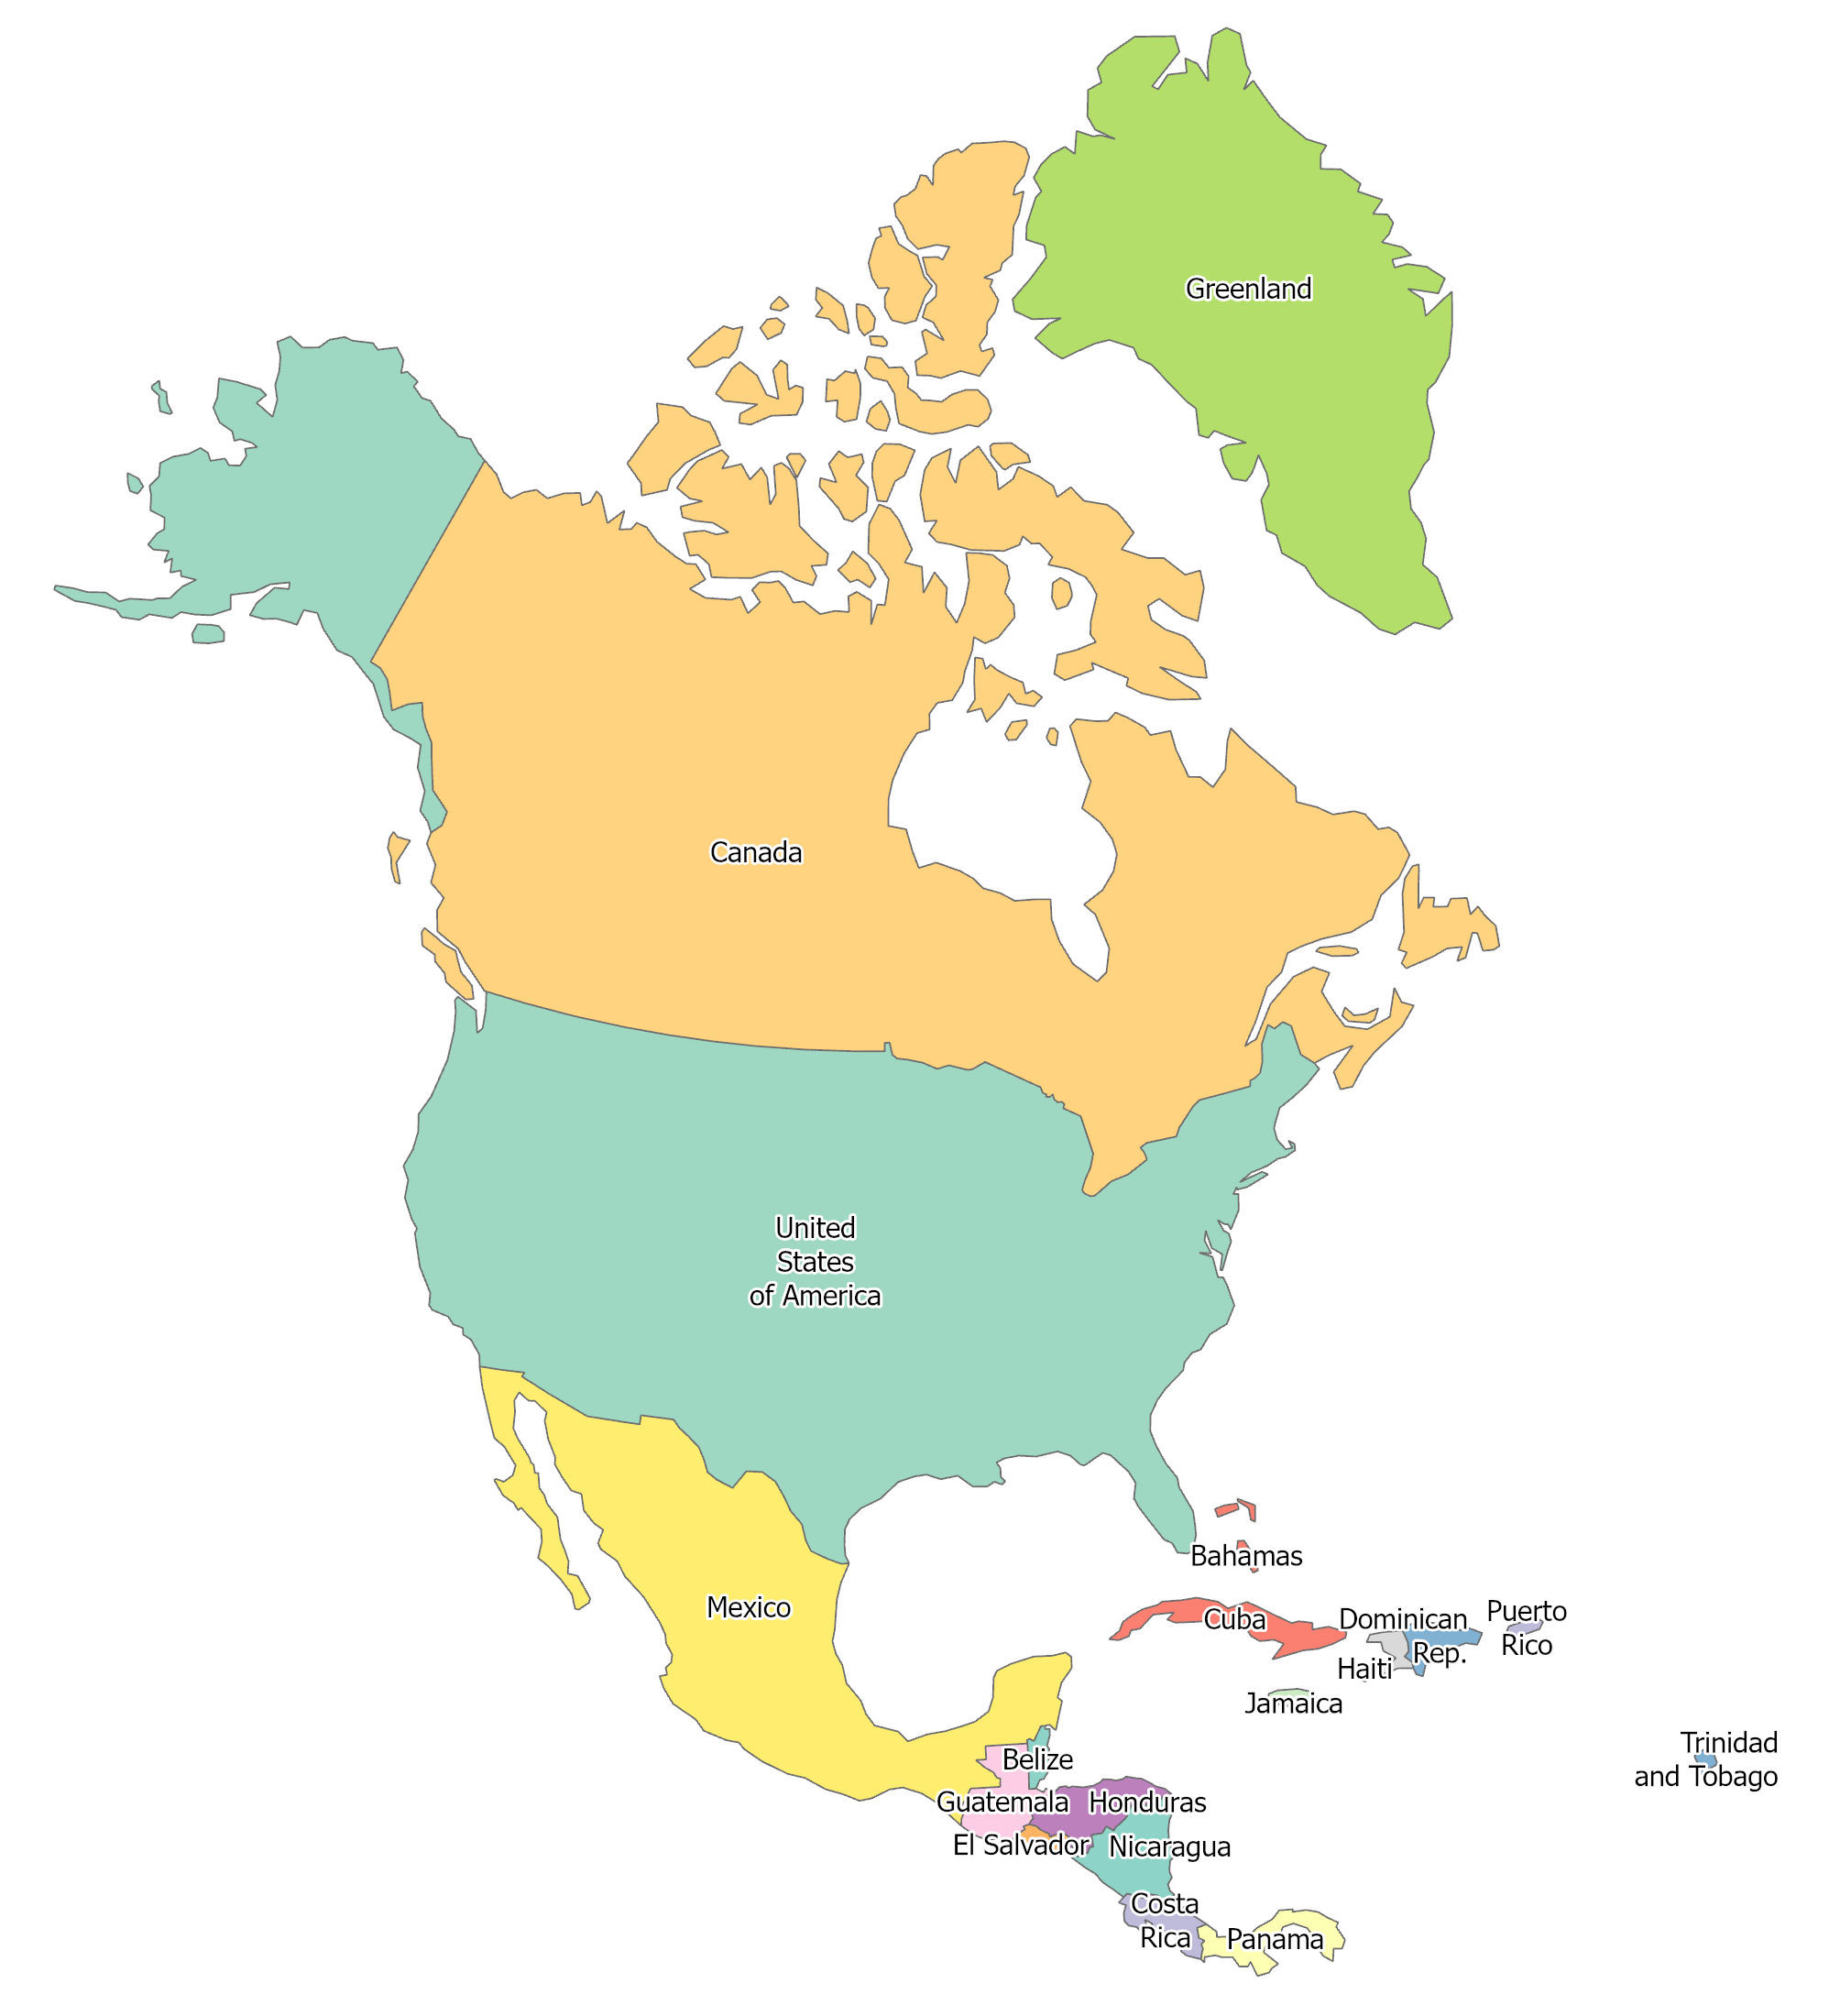 Greenland
Canada
United
States
of America
Bahamas
Mexico
Cuba
Dominican
Rep.
Puerto
Rico
Haiti
Jamaica
Trinidad
and Tobago
Belize
Guatemala
Honduras
El Salvador
Nicaragua
Costa
Rica
Panama